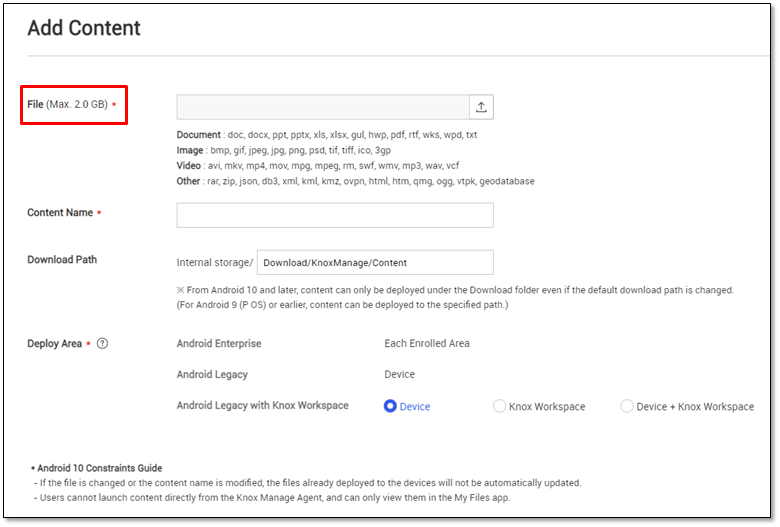 Add Content
File (Max. 2.0 GB) *
Document : doc, docx, ppt, pptx, xls, xlsx, gul, hwp, pdf, rtf, wks, wpd, txt
Image : bmp, gif, jpeg, jpg, png, psd, tif, tiff, ico, 3gp
Video : avi, mkv, mp4, mov, mpg, mpeg, rm, swf, wmv, mp3, wav, vcf
Other : rar, zip, json, db3, xml, kml, kmz, ovpn, html, htm, qmg, ogg, vtpk, geodatabase
Content Name *
Download Path Internal storage/ Download/KnoxManage/Content
※ From Android 10 and later, content can only be deployed under the Download folder even if the default download path is changed.
(For Android 9 (P OS) or earlier, content can be deployed to the specified path.)
Deploy Area * ? Android Enterprise Each Enrolled Area
Android Legacy Device
Android Legacy with Knox Workspace Device Knox Workspace Device + Knox Workspace
• Android 10 Constraints Guide
- If the file is changed or the content name is modified, the files already deployed to the devices will not be automatically updated.
- Users cannot launch content directly from the Knox Manage Agent, and can only view them in the My Files app.